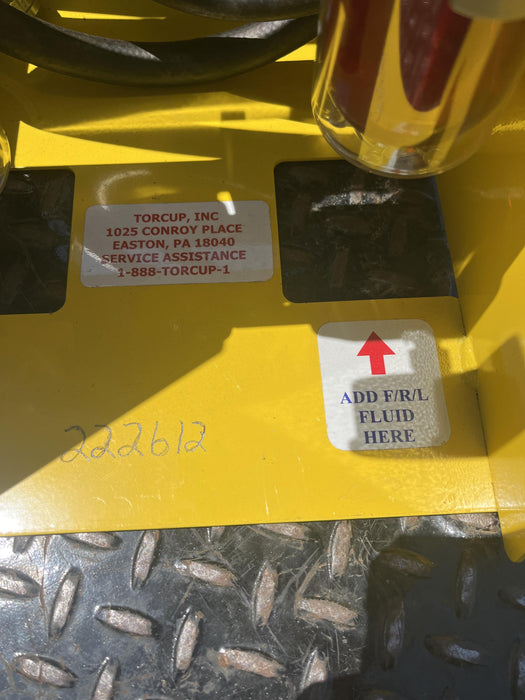 TORCUP, INC
1025 CONROY PLACE
EASTON, PA 18040
SERVICE ASSISTANCE
1-888-TORCUP-1
ADD F/R/L
FLUID
HERE
222612